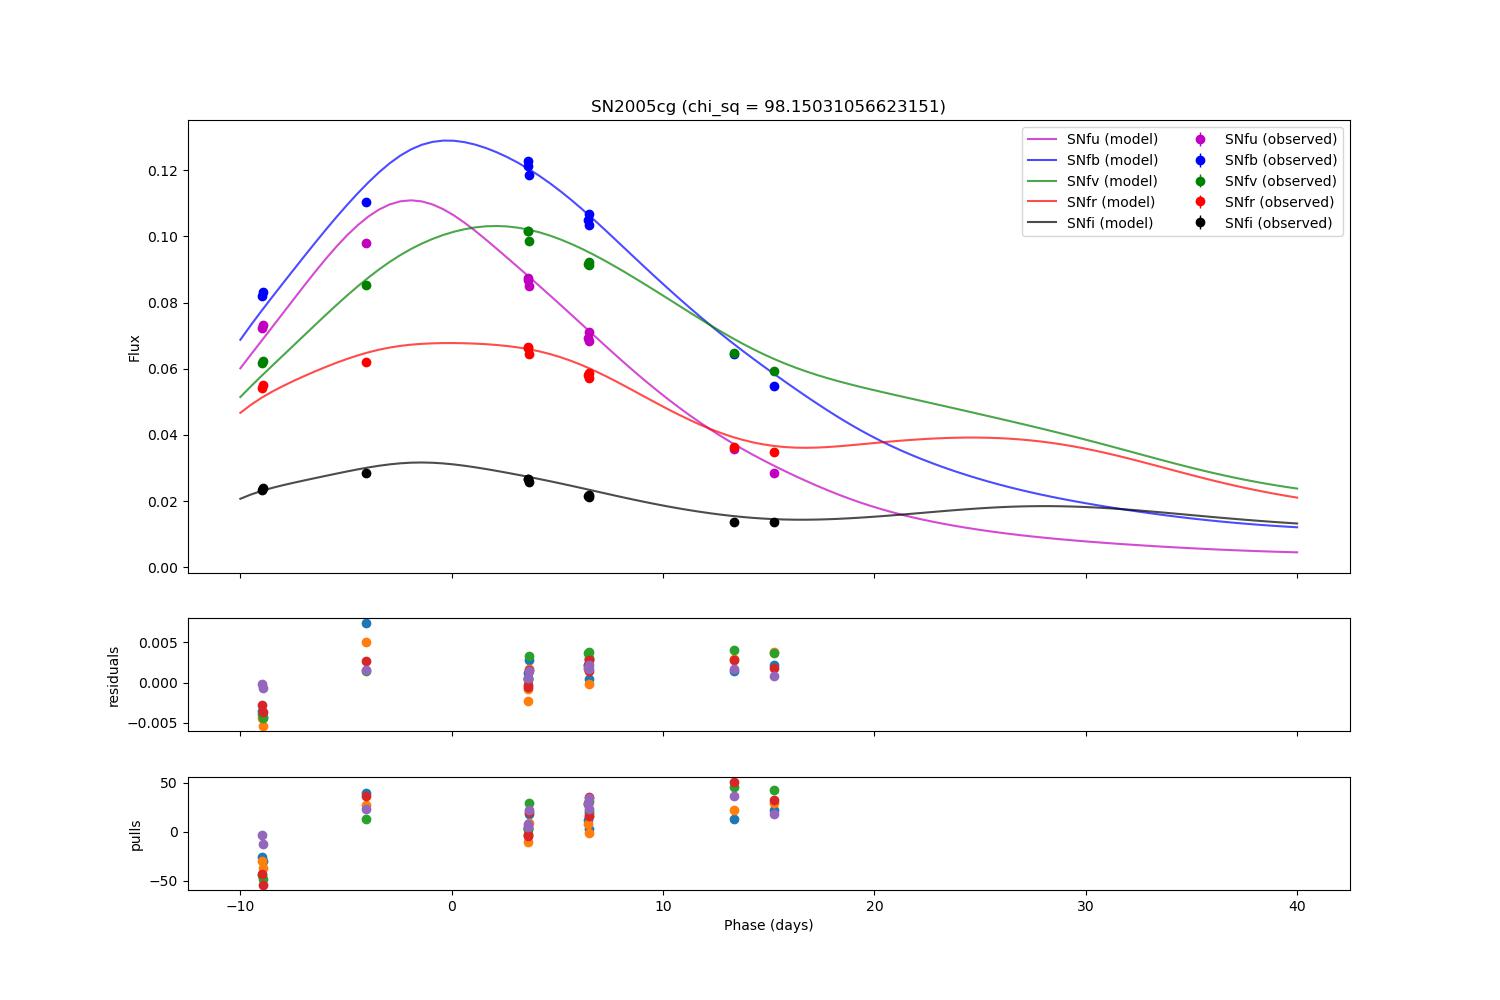 SN2005cg (chi_sq = 98.15031056623151)
SNfu (model)
SNfb (model)
SNfv (model)
SNfr (model)
SNfi (model)
SNfu (observed)
SNfb (observed)
SNfv (observed)
SNfr (observed)
SNfi (observed)
Flux
0.12
0.10
0.08
0.06
0.04
0.02
0.00
residuals
0.005
0.000
−0.005
pulls
50
0
−50
−10
0
10
20
30
40
Phase (days)